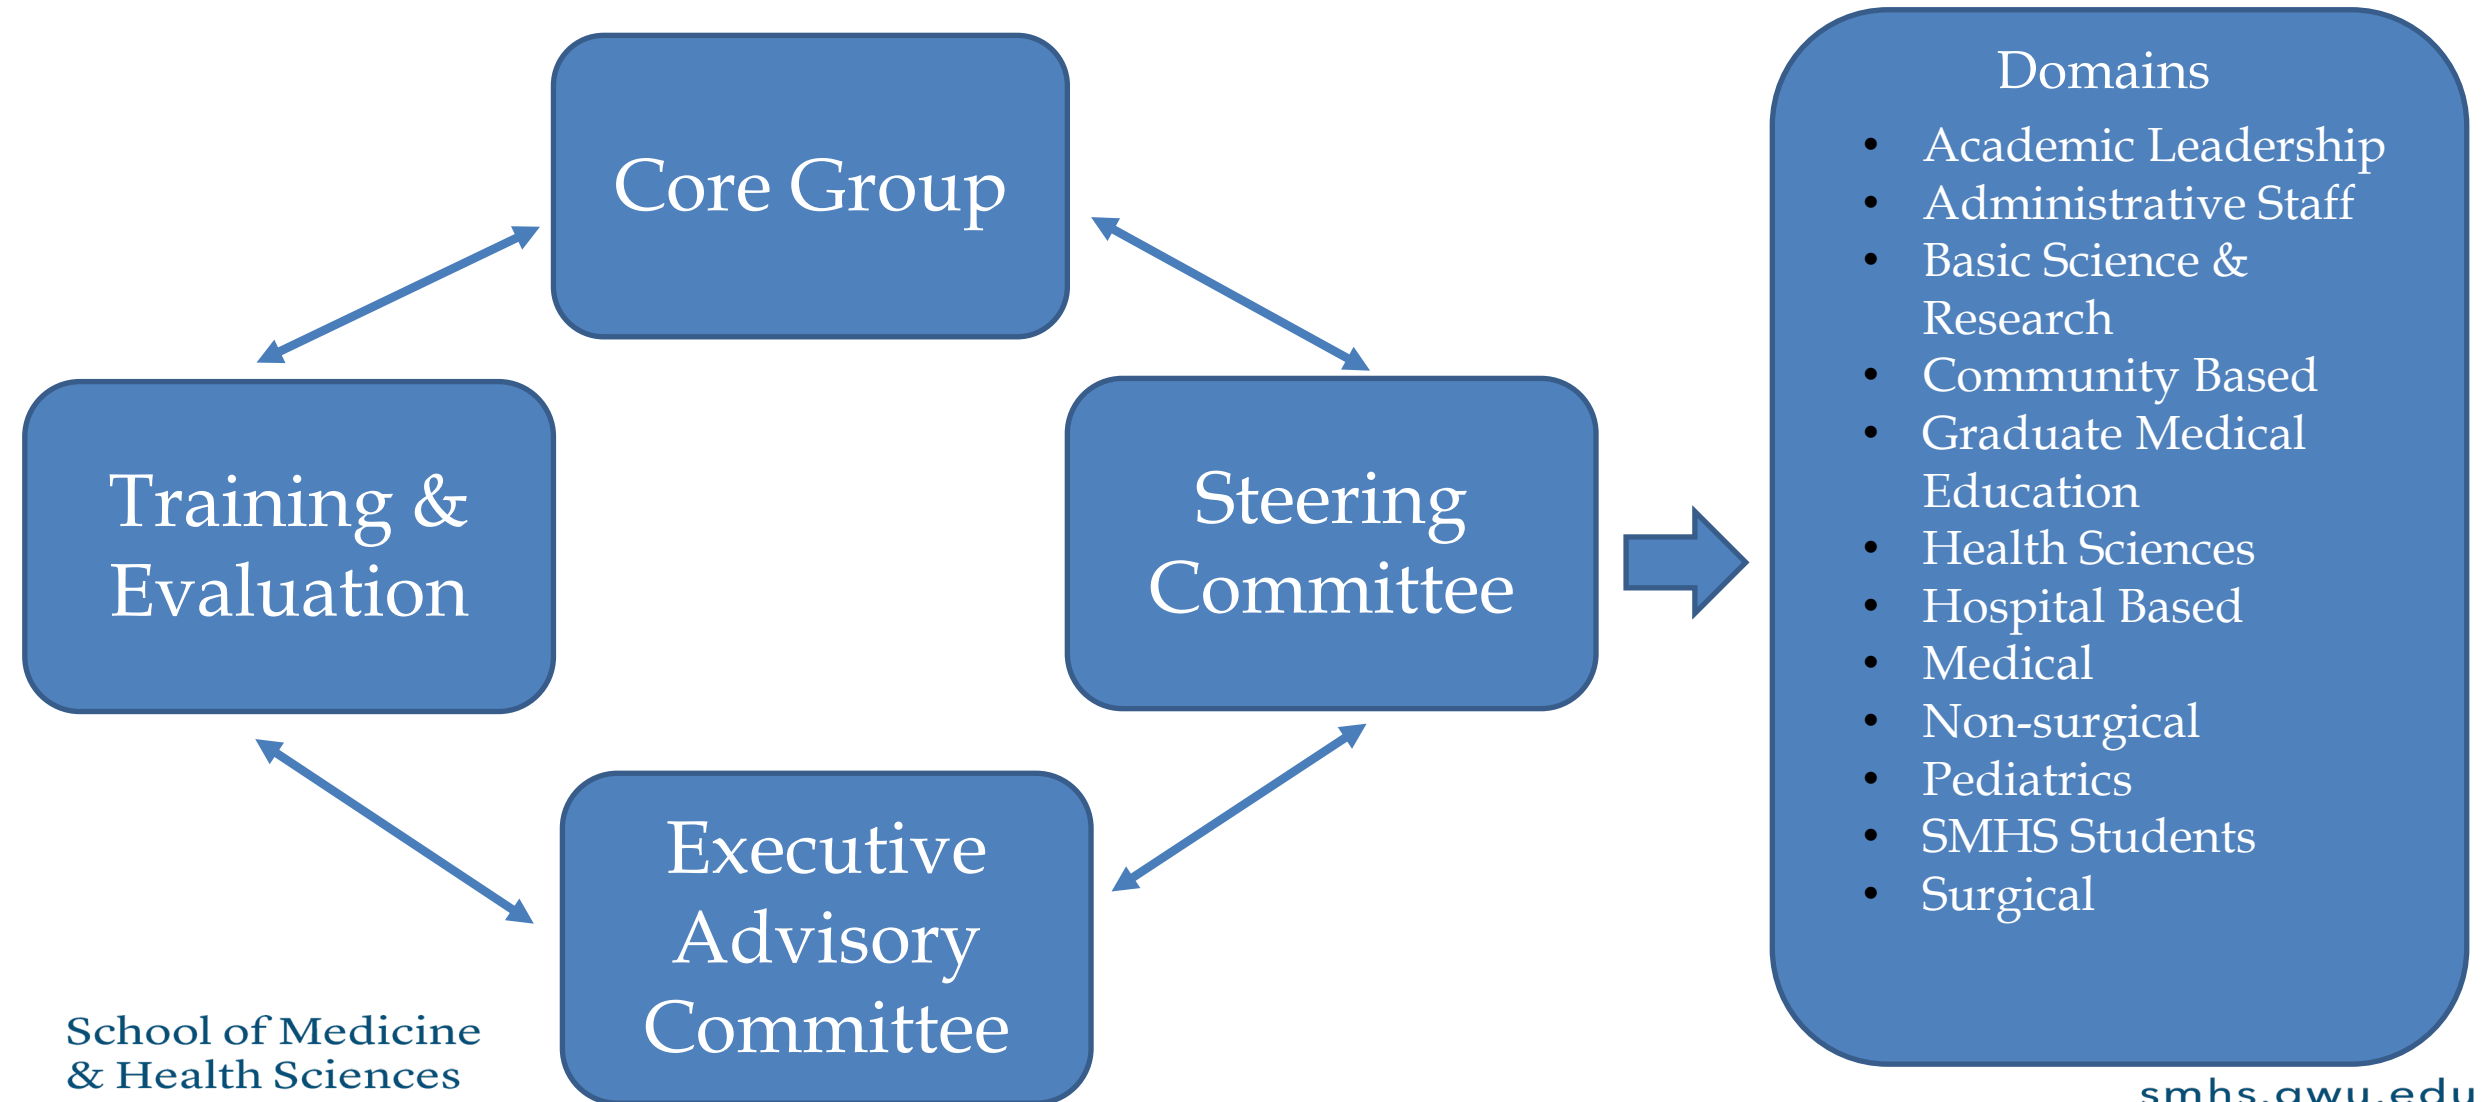 Core Group
Training &
Evaluation
Steering
Committee
Executive
Advisory
Committee
Domains
• Academic Leadership
• Administrative Staff
• Basic Science &
Research
• Community Based
• Graduate Medical
Education
• Health Sciences
• Hospital Based
• Medical
• Non-surgical
• Pediatrics
• SMHS Students
• Surgical
School of Medicine
& Health Sciences
smhs.gwu.edu